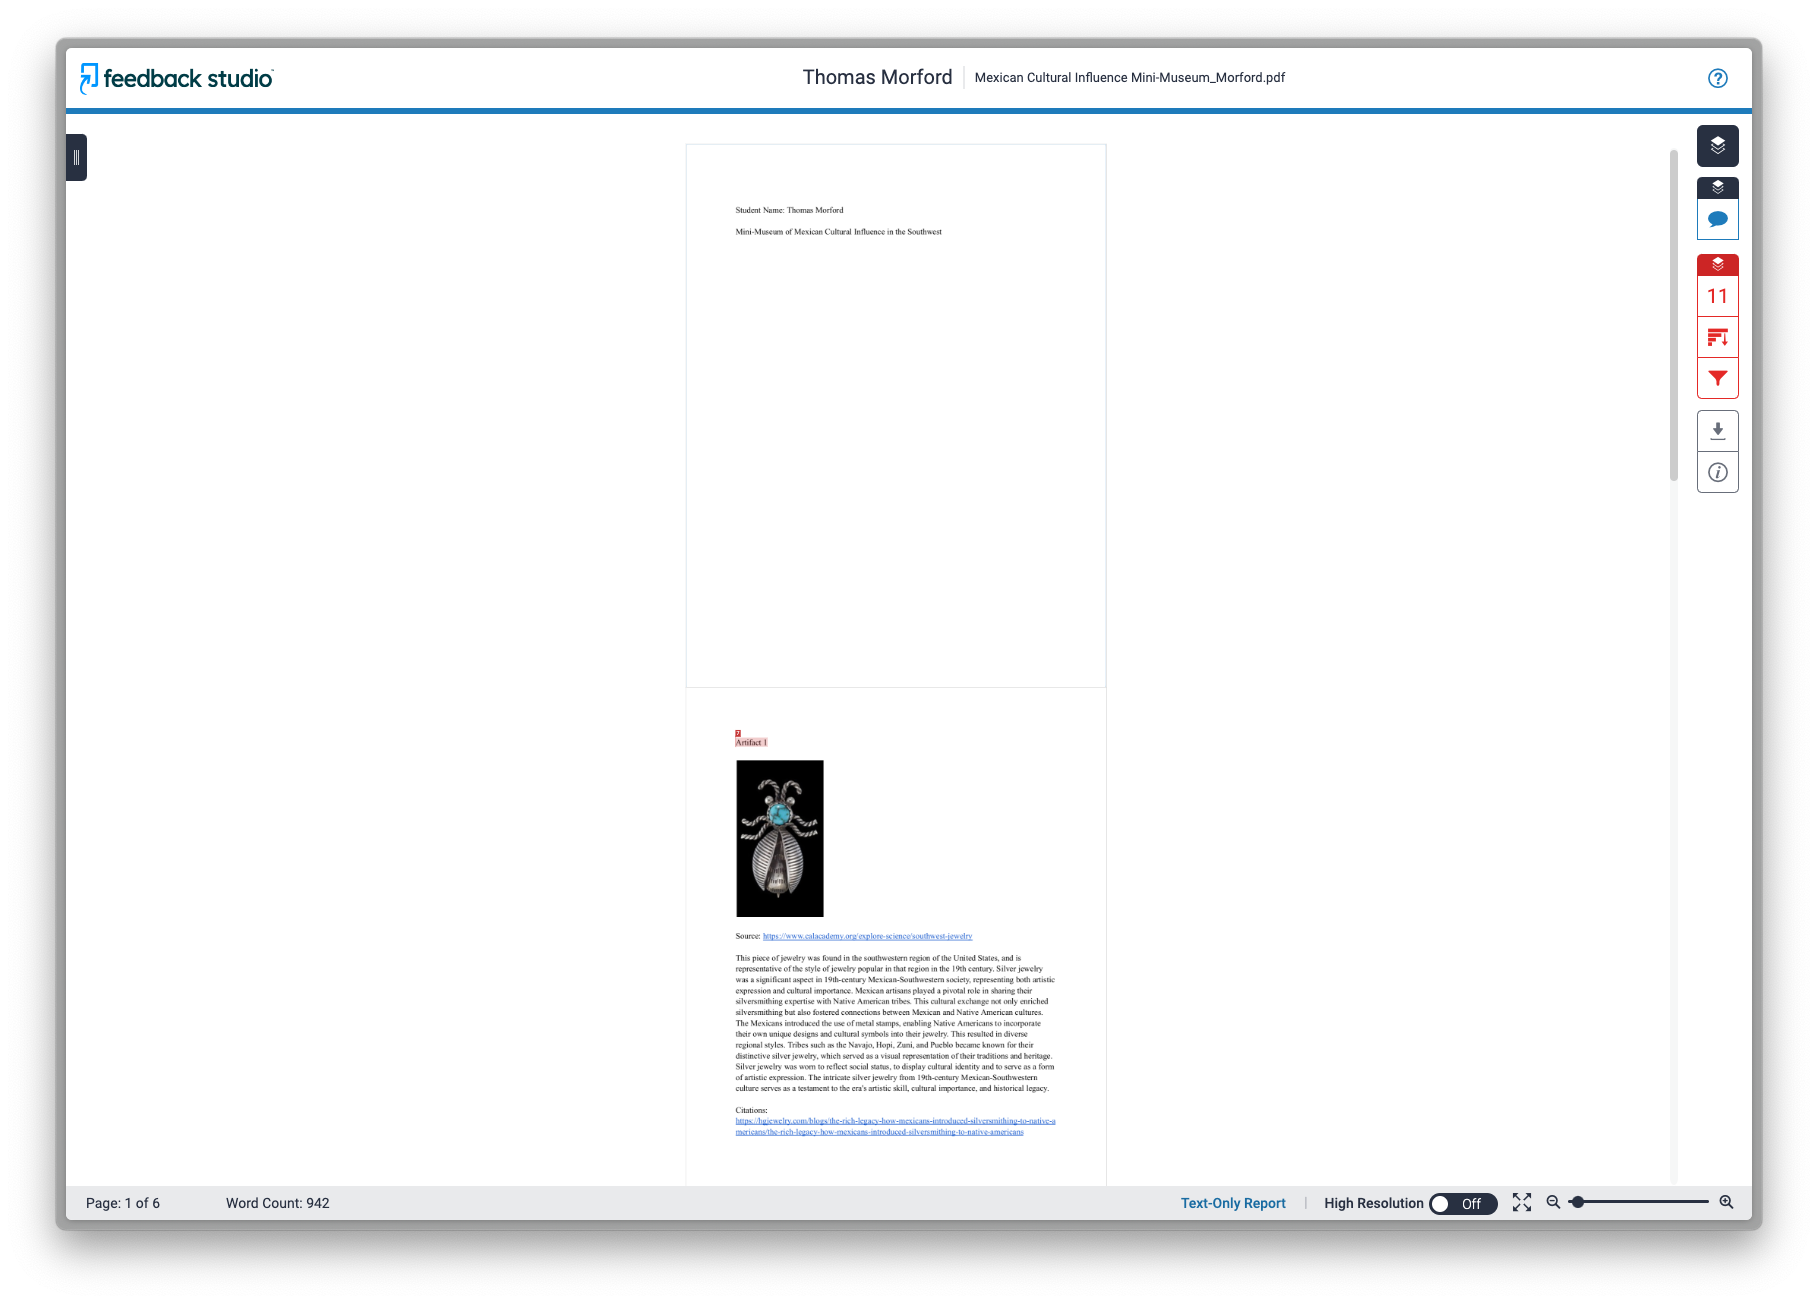 feedback studio
Thomas Morford
Mexican Cultural Influence Mini-Museum_Morford.pdf
Student Name: Thomas Morford
Mini-Museum of Mexican Cultural Influence in the Southwest
11
7
Artifact 1
Source: https://www.calacademy.org/explore-science/southwest-jewelry
This piece of jewelry was found in the southwestern region of the United States, and is
representative of the style of jewelry popular in that region in the 19th century. Silver jewelry
was a significant aspect in 19th-century Mexican-Southwestern society, representing both artistic
expression and cultural importance. Mexican artisans played a pivotal role in sharing their
silversmithing expertise with Native American tribes. This cultural exchange not only enriched
silversmithing but also fostered connections between Mexican and Native American cultures.
The Mexicans introduced the use of metal stamps, enabling Native Americans to incorporate
their own unique designs and cultural symbols into their jewelry. This resulted in diverse
regional styles. Tribes such as the Navajo, Hopi, Zuni, and Pueblo became known for their
distinctive silver jewelry, which served as a visual representation of their traditions and heritage.
Silver jewelry was worn to reflect social status, to display cultural identity and to serve as a form
of artistic expression. The intricate silver jewelry from 19th-century Mexican-Southwestern
culture serves as a testament to the era's artistic skill, cultural importance, and historical legacy.
Citations:
https://hgjewelry.com/blogs/the-rich-legacy-how-mexicans-introduced-silversmithing-to-native-a
mericans/the-rich-legacy-how-mexicans-introduced-silversmithing-to-native-americans
Page: 1 of 6
Word Count: 942
Text-Only Report
High Resolution
Off